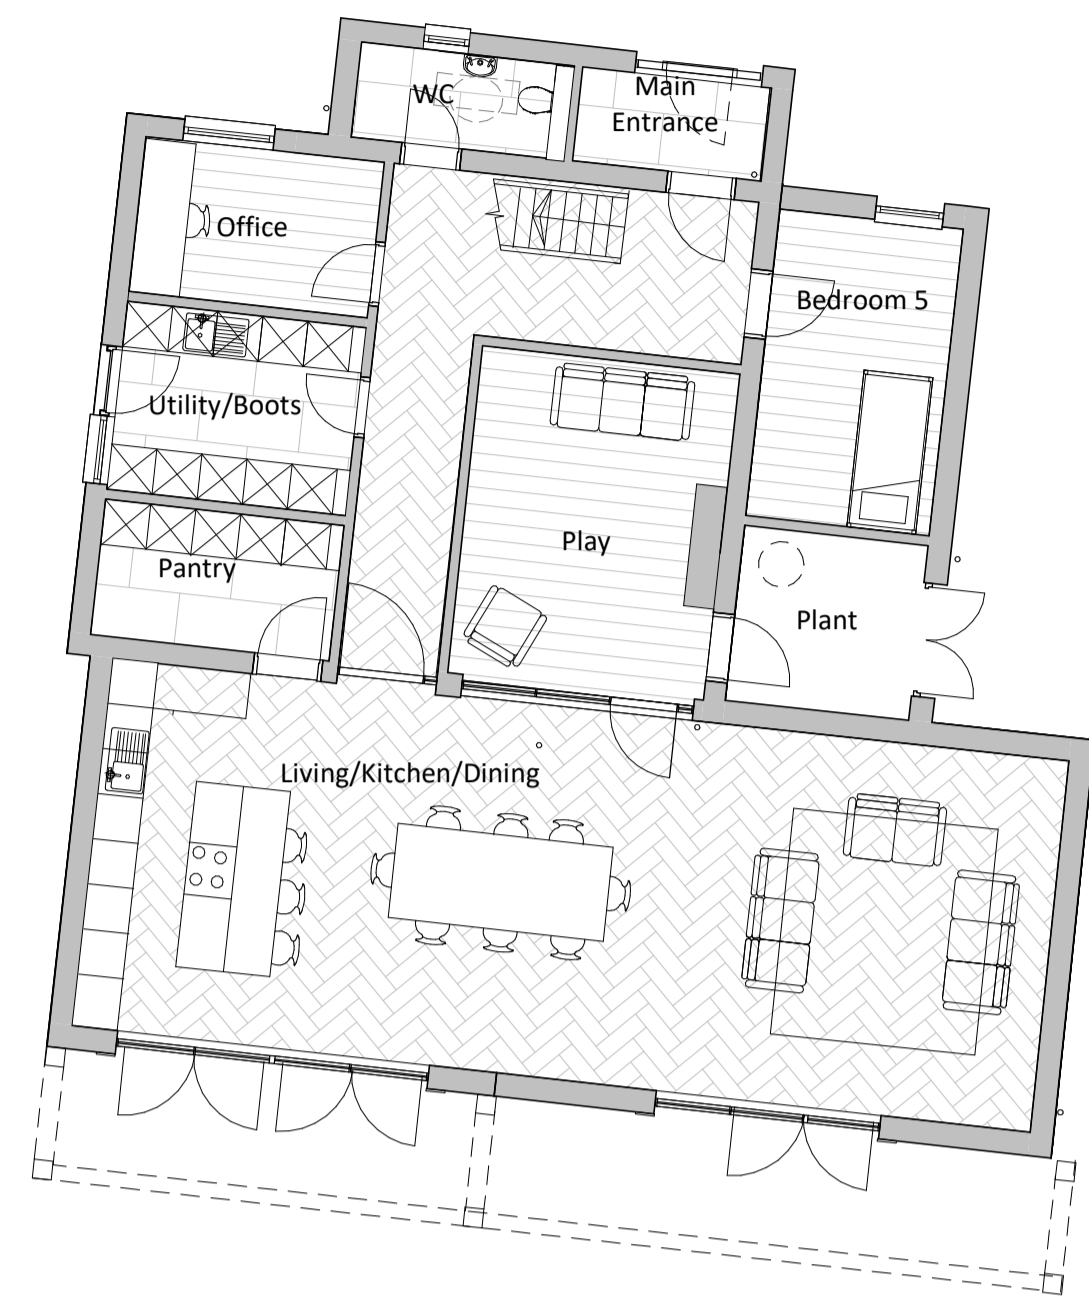 WC
Main
Entrance
Office
Bedroom 5
Utility/Boots
Play
Pantry
Plant
Living/Kitchen/Dining